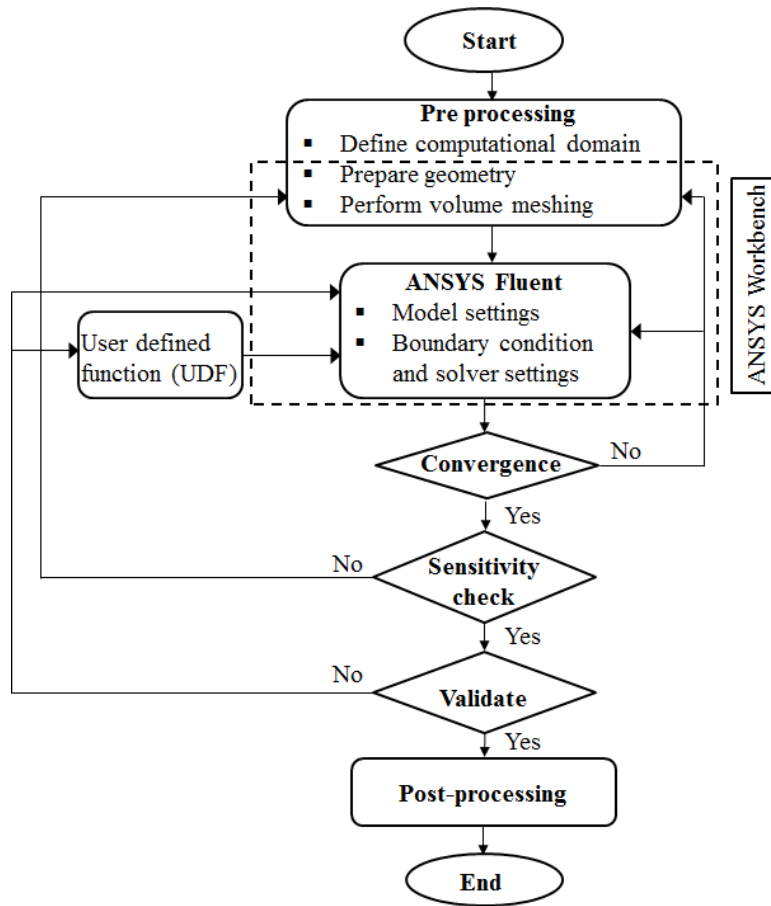 Start
Pre processing
▪ Define computational domain
▪ Prepare geometry
▪ Perform volume meshing
ANSYS Workbench
ANSYS Fluent
▪ Model settings
▪ Boundary condition
and solver settings
User defined
function (UDF)
Convergence
No
Yes
No
Sensitivity
check
Yes
No
Validate
Yes
Post-processing
End